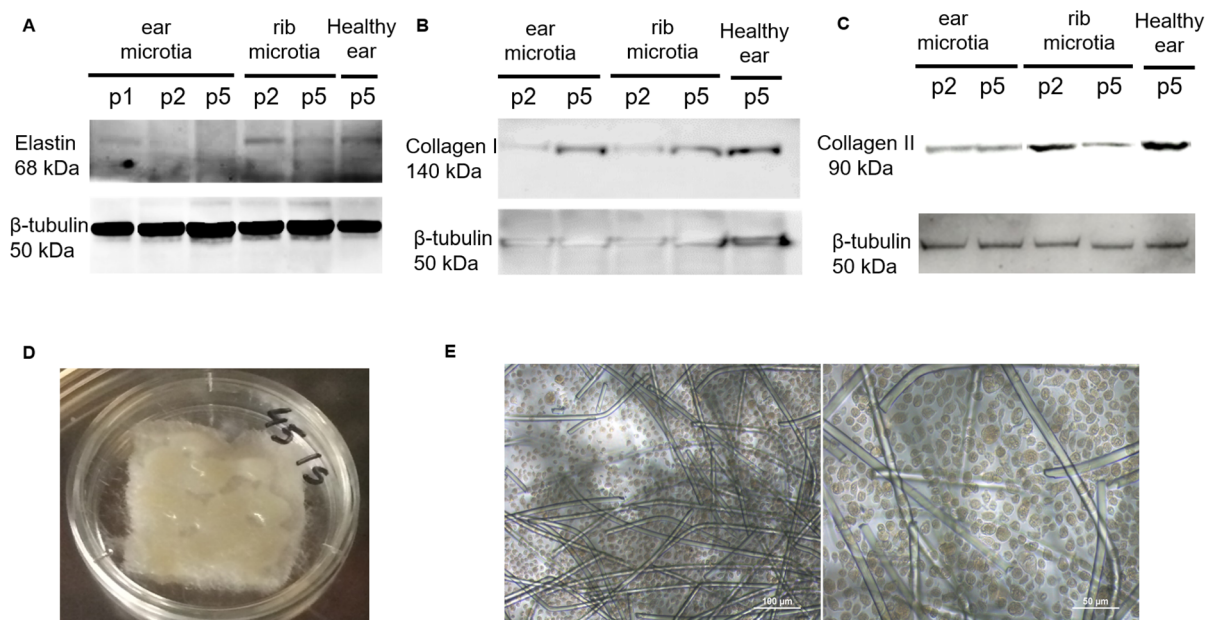 A
ear
microtia
rib
microtia
Healthy
ear
p1 p2 p5 p2 p5 p5
Elastin
68 kDa
β-tubulin
50 kDa
B
ear
microtia
rib
microtia
Healthy
ear
p2 p5 p2 p5 p5
Collagen I
140 kDa
β-tubulin
50 kDa
C
ear
microtia
rib
microtia
Healthy
ear
p2 p5 p2 p5 p5
Collagen II
90 kDa
β-tubulin
50 kDa
D
E
100 µm
50 µm